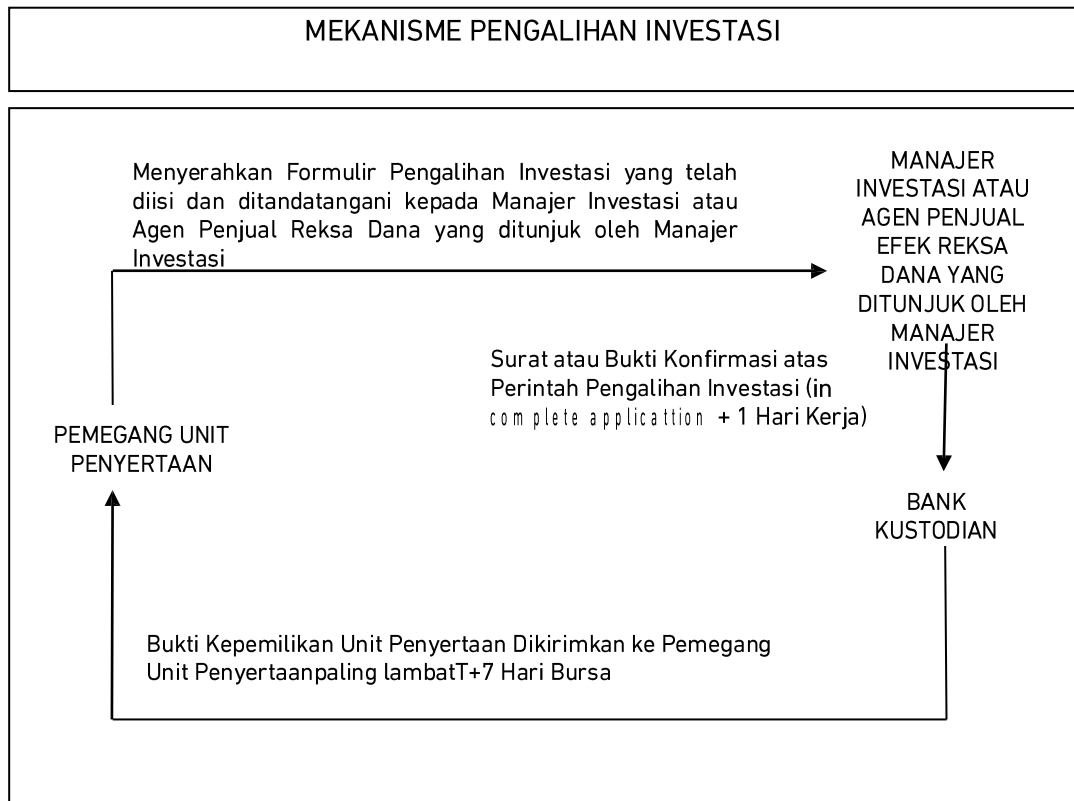 MEKANISME PENGALIHAN INVESTASI
Menyerahkan Formulir Pengalihan Investasi yang telah
diisi dan ditandatangani kepada Manajer Investasi atau
Agen Penjual Reksa Dana yang ditunjuk oleh Manajer
Investasi
MANAJER
INVESTASI ATAU
AGEN PENJUAL
EFEK REKSA
DANA YANG
DITUNJUK OLEH
MANAJER
INVESTASI
Surat atau Bukti Konfirmasi atas
Perintah Pengalihan Investasi (in
complete applicattion + 1 Hari Kerja)
PEMEGANG UNIT
PENYERTAAN
BANK
KUSTODIAN
Bukti Kepemilikan Unit Penyertaan Dikirimkan ke Pemegang
Unit Penyertaanpaling lambatT+7 Hari Bursa